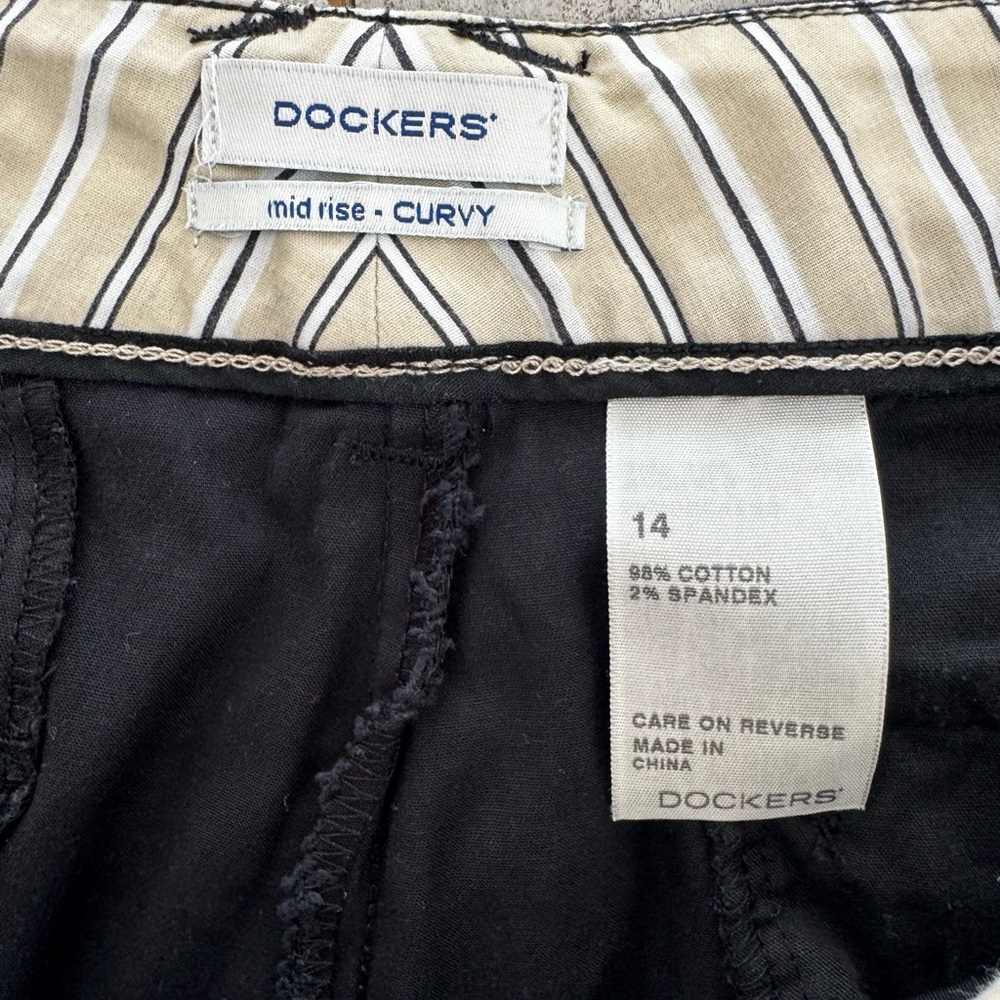 DOCKERS
mid rise - CURVY
14
98% COTTON
2% SPANDEX
CARE ON REVERSE
MADE IN
CHINA
DOCKERS